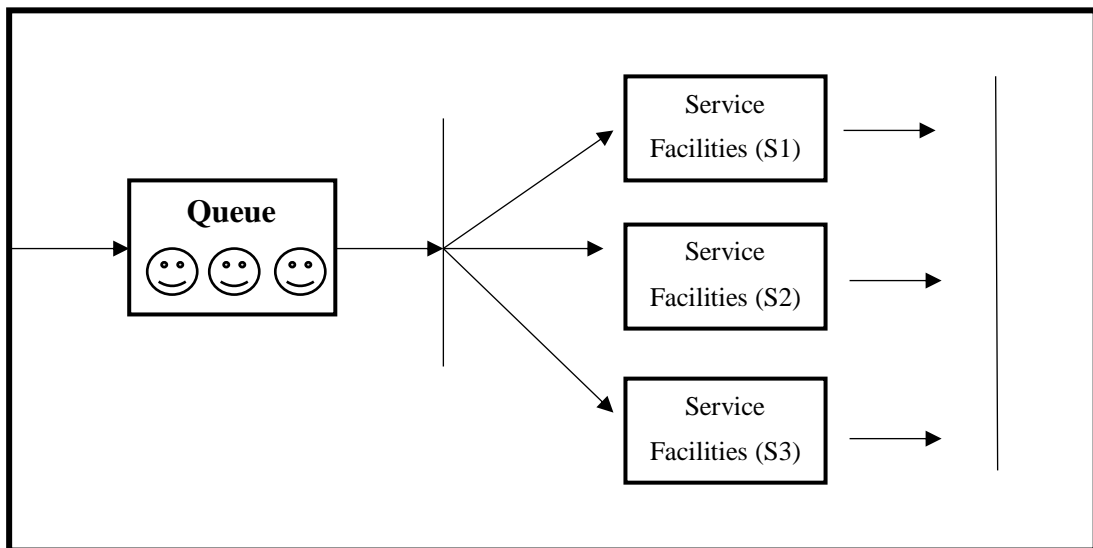 Queue
Service
Facilities (S1)
Service
Facilities (S2)
Service
Facilities (S3)